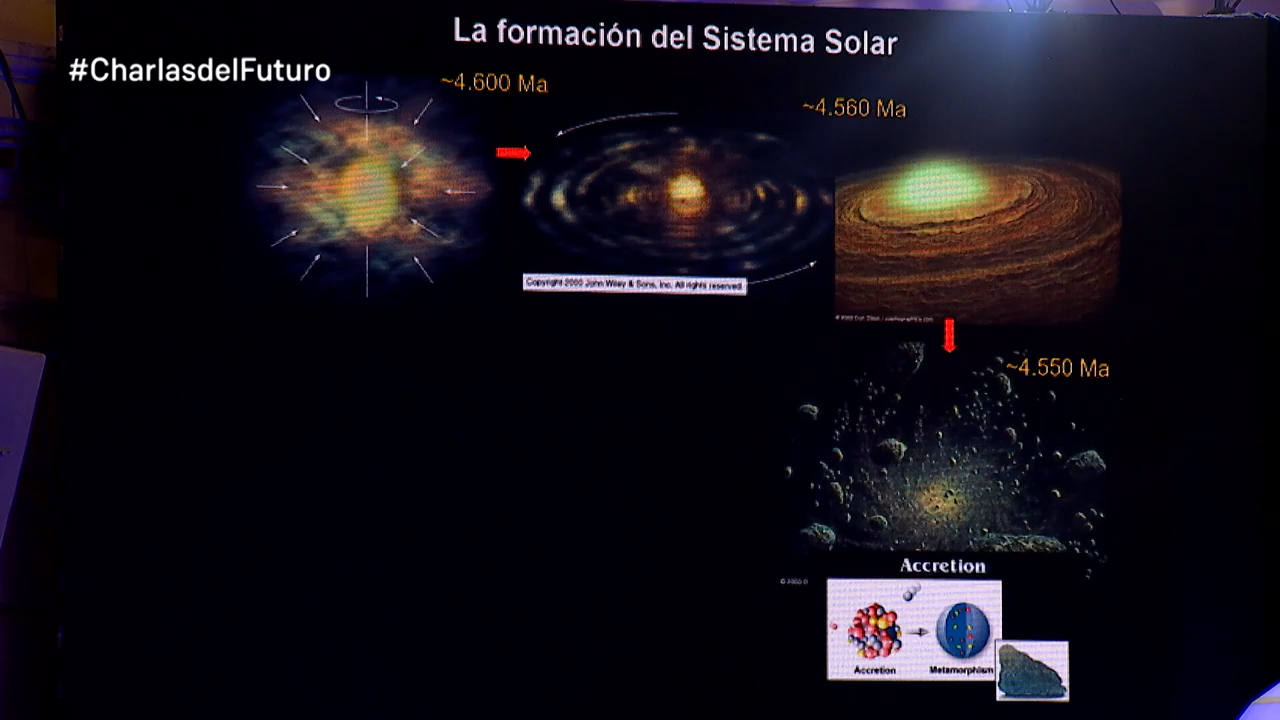 La formación del Sistema Solar
#CharlasdelFuturo
~4.600 Ma
~4.560 Ma
Copyright 2000 John Wiley & Sons, Inc. All rights reserved.
~4.550 Ma
Accretion
Accretion
Metamorphism